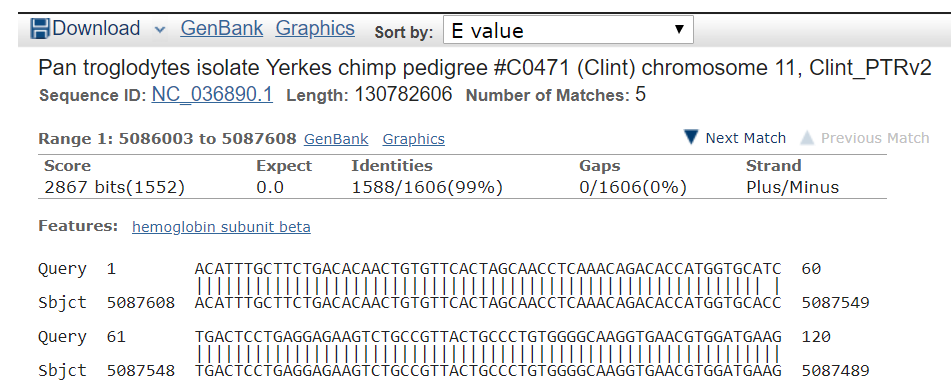 Download GenBank Graphics Sort by: E value
Pan troglodytes isolate Yerkes chimp pedigree #C0471 (Clint) chromosome 11, Clint_PTRv2
Sequence ID: NC_036890.1 Length: 130782606 Number of Matches: 5
Range 1: 5086003 to 5087608 GenBank Graphics Next Match Previous Match
Score Expect Identities Gaps Strand
2867 bits(1552) 0.0 1588/1606(99%) 0/1606(0%) Plus/Minus
Features: hemoglobin subunit beta
Query 1 ACATTTGCTTCTGACACAACTGTGTTCACTAGCAACCTCAAACAGACACCATGGTGCATC 60
Sbjct 5087608 ACATTTGCTTCTGACACAACTGTGTTCACTAGCAACCTCAAACAGACACCATGGTGCACC 5087549
Query 61 TGACTCCTGAGGAGAAGTCTGCCGTTACTGCCCTGTGGGGCAAGGTGAACGTGGATGAAG 120
Sbjct 5087548 TGACTCCTGAGGAGAAGTCTGCCGTTACTGCCCTGTGGGGCAAGGTGAACGTGGATGAAG 5087489